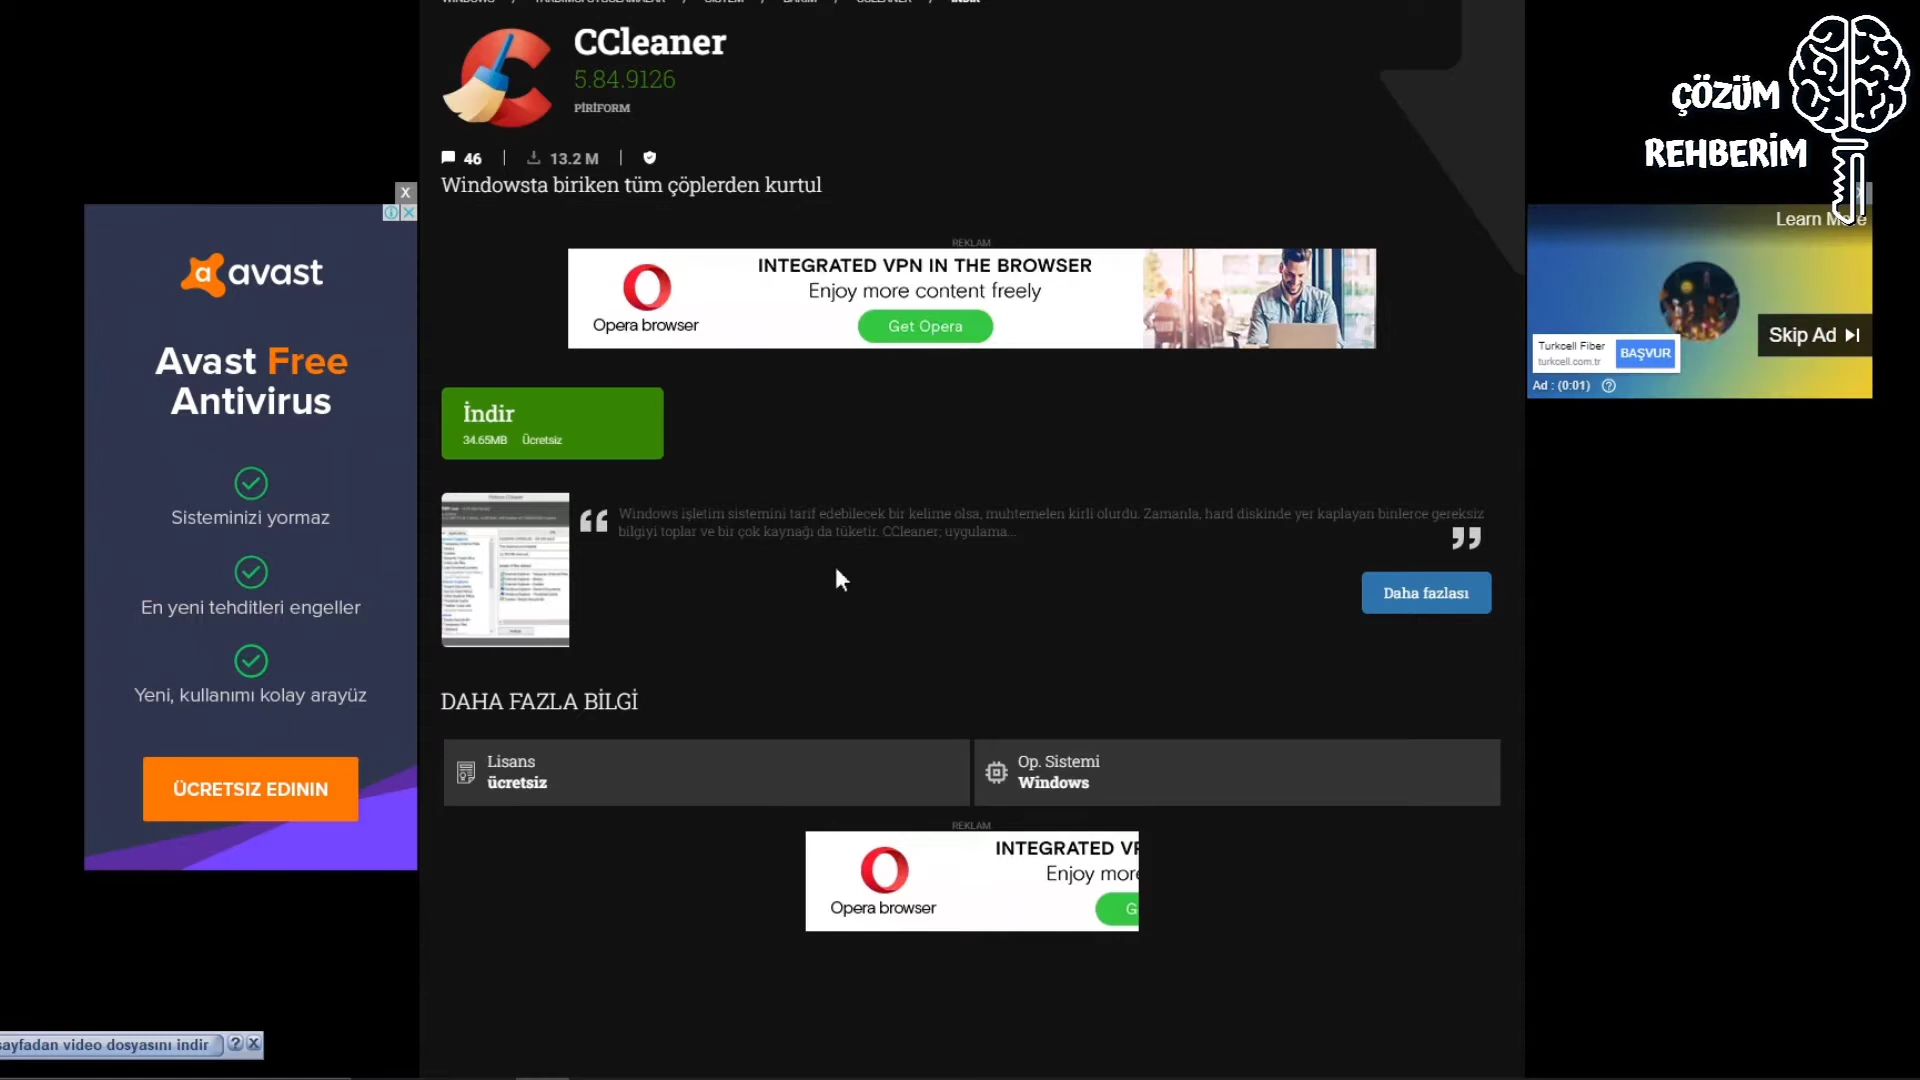 CCleaner
5.84.9126
PİRİFORM
46
13.2 M
Windowsta biriken tüm çöplerden kurtul
ÇÖZÜM
REHBERİM
X
avast
Avast Free
Antivirus
Sisteminizi yormaz
En yeni tehditleri engeller
Yeni, kullanımı kolay arayüz
ÜCRETSIZ EDININ
REKLAM
INTEGRATED VPN IN THE BROWSER
Enjoy more content freely
Opera browser
Get Opera
Learn More
Skip Ad
Turkcell Fiber
turkcell.com.tr
BAŞVUR
Ad : (0:01)
İndir
34.65MB Ücretsiz
Windows işletim sistemini tarif edebilecek bir kelime olsa, muhtemelen kirli olurdu. Zamanla, hard diskinde yer kaplayan binlerce gereksiz
bilgiyi toplar ve bir çok kaynağı da tüketir. CCleaner; uygulama...
Daha fazlası
DAHA FAZLA BİLGİ
Lisans
ücretsiz
Op. Sistemi
Windows
REKLAM
INTEGRATED VP
Enjoy more
Opera browser
G
sayfadan video dosyasını indir ? X